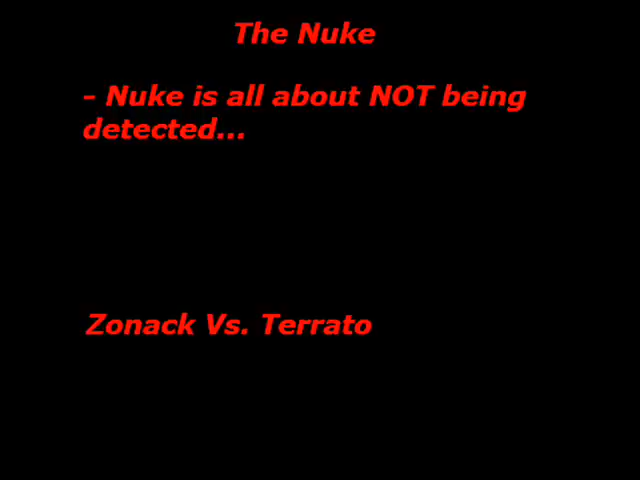 The Nuke
- Nuke is all about NOT being
detected...
Zonack Vs. Terrato